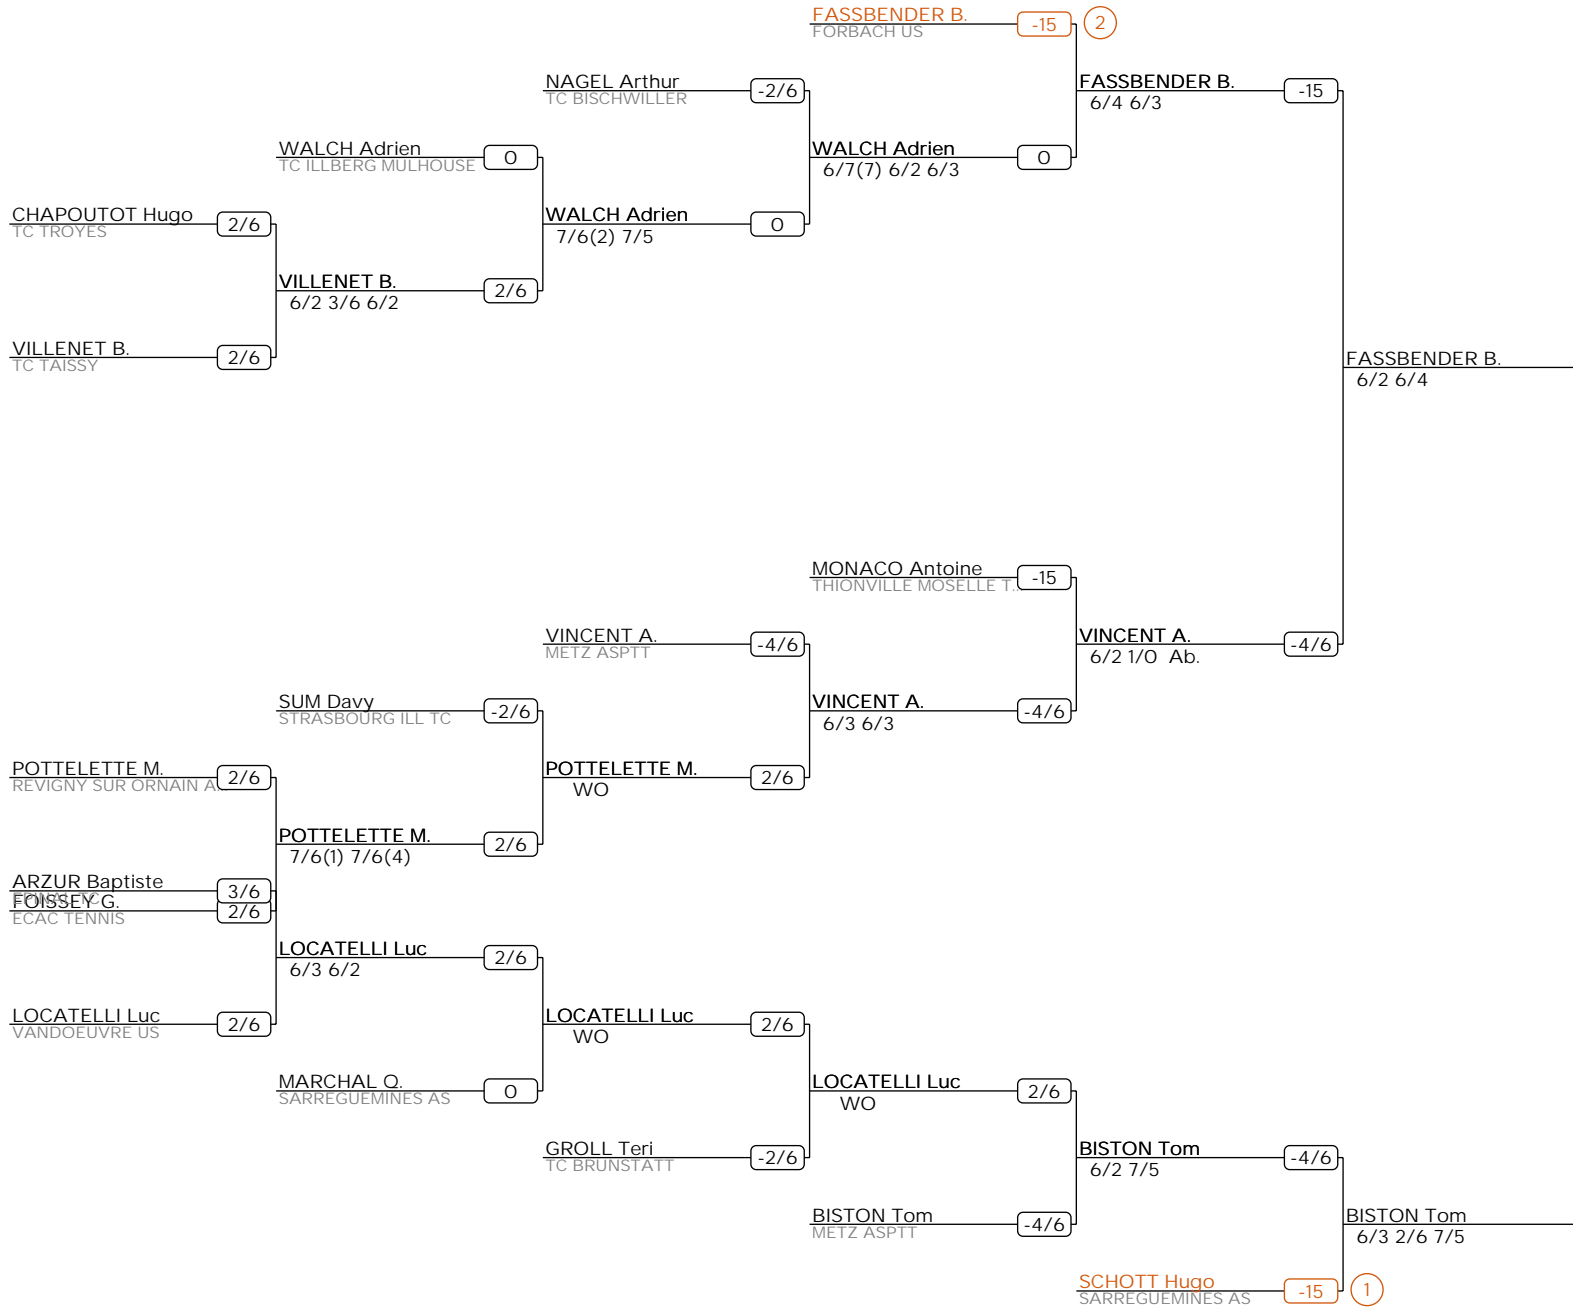 FASSBENDER B.
-15
2
FORBACH US
NAGEL Arthur
-2/6
TC BISCHWILLER
FASSBENDER B.
-15
6/4 6/3
WALCH Adrien
0
TC ILLBERG MULHOUSE
WALCH Adrien
0
6/7(7) 6/2 6/3
CHAPOUTOT Hugo
2/6
TC TROYES
WALCH Adrien
0
7/6(2) 7/5
VILLENET B.
2/6
6/2 3/6 6/2
VILLENET B.
2/6
TC TAISSY
FASSBENDER B.
6/2 6/4
MONACO Antoine
-15
THIONVILLE MOSELLE T...
VINCENT A.
-4/6
METZ ASPTT
VINCENT A.
-4/6
6/2 1/0 Ab.
SUM Davy
-2/6
STRASBOURG ILL TC
VINCENT A.
-4/6
6/3 6/3
POTTELETTE M.
2/6
REVIGNY SUR ORNAIN A...
POTTELETTE M.
2/6
WO
POTTELETTE M.
2/6
7/6(1) 7/6(4)
ARZUR Baptiste
3/6
EPINAL TC
FOISSEY G.
2/6
ECAC TENNIS
LOCATELLI Luc
2/6
6/3 6/2
LOCATELLI Luc
2/6
VANDOEUVRE US
LOCATELLI Luc
2/6
WO
MARCHAL Q.
0
SARREGUEMINES AS
LOCATELLI Luc
2/6
WO
GROLL Teri
-2/6
TC BRUNSTATT
BISTON Tom
-4/6
6/2 7/5
BISTON Tom
-4/6
METZ ASPTT
BISTON Tom
6/3 2/6 7/5
SCHOTT Hugo
-15
1
SARREGUEMINES AS